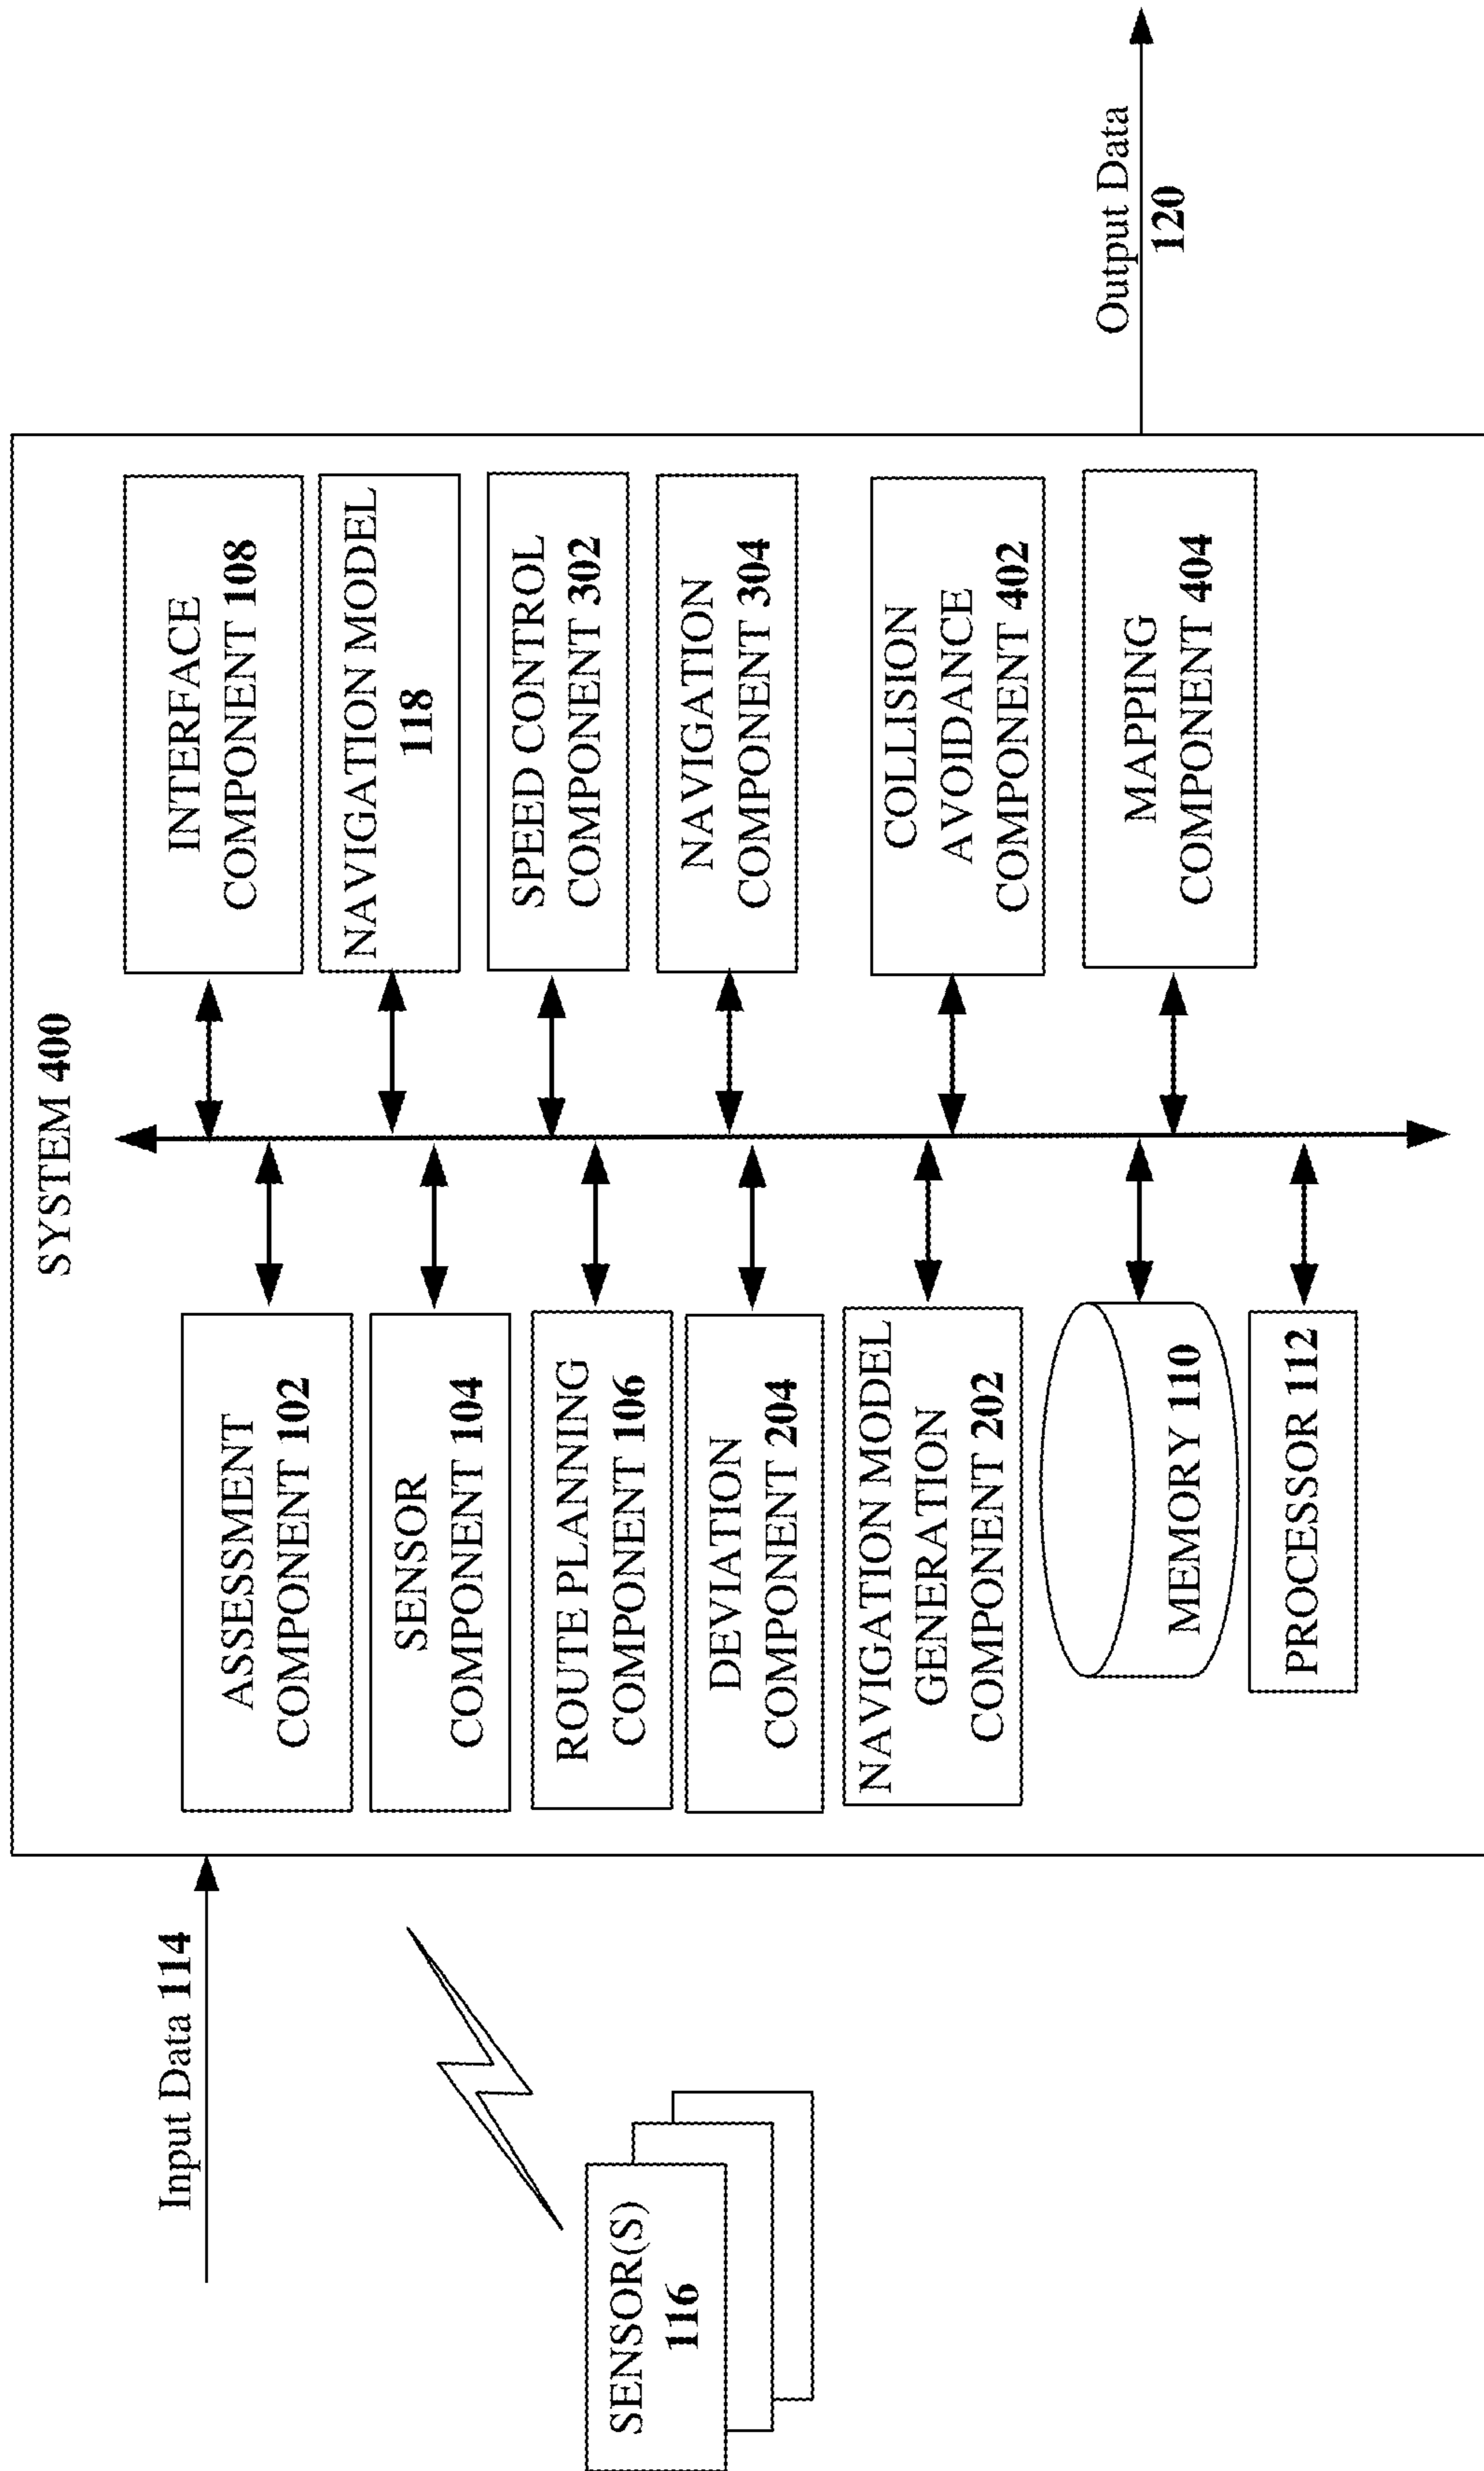 SYSTEM 400
Input Data 114
SENSOR(S)
116
ASSESSMENT
COMPONENT 102
SENSOR
COMPONENT 104
ROUTE PLANNING
COMPONENT 106
DEVIATION
COMPONENT 204
NAVIGATION MODEL
GENERATION
COMPONENT 202
MEMORY 110
PROCESSOR 112
INTERFACE
COMPONENT 108
NAVIGATION MODEL
118
SPEED CONTROL
COMPONENT 302
NAVIGATION
COMPONENT 304
COLLISION
AVOIDANCE
COMPONENT 402
MAPPING
COMPONENT 404
Output Data
120